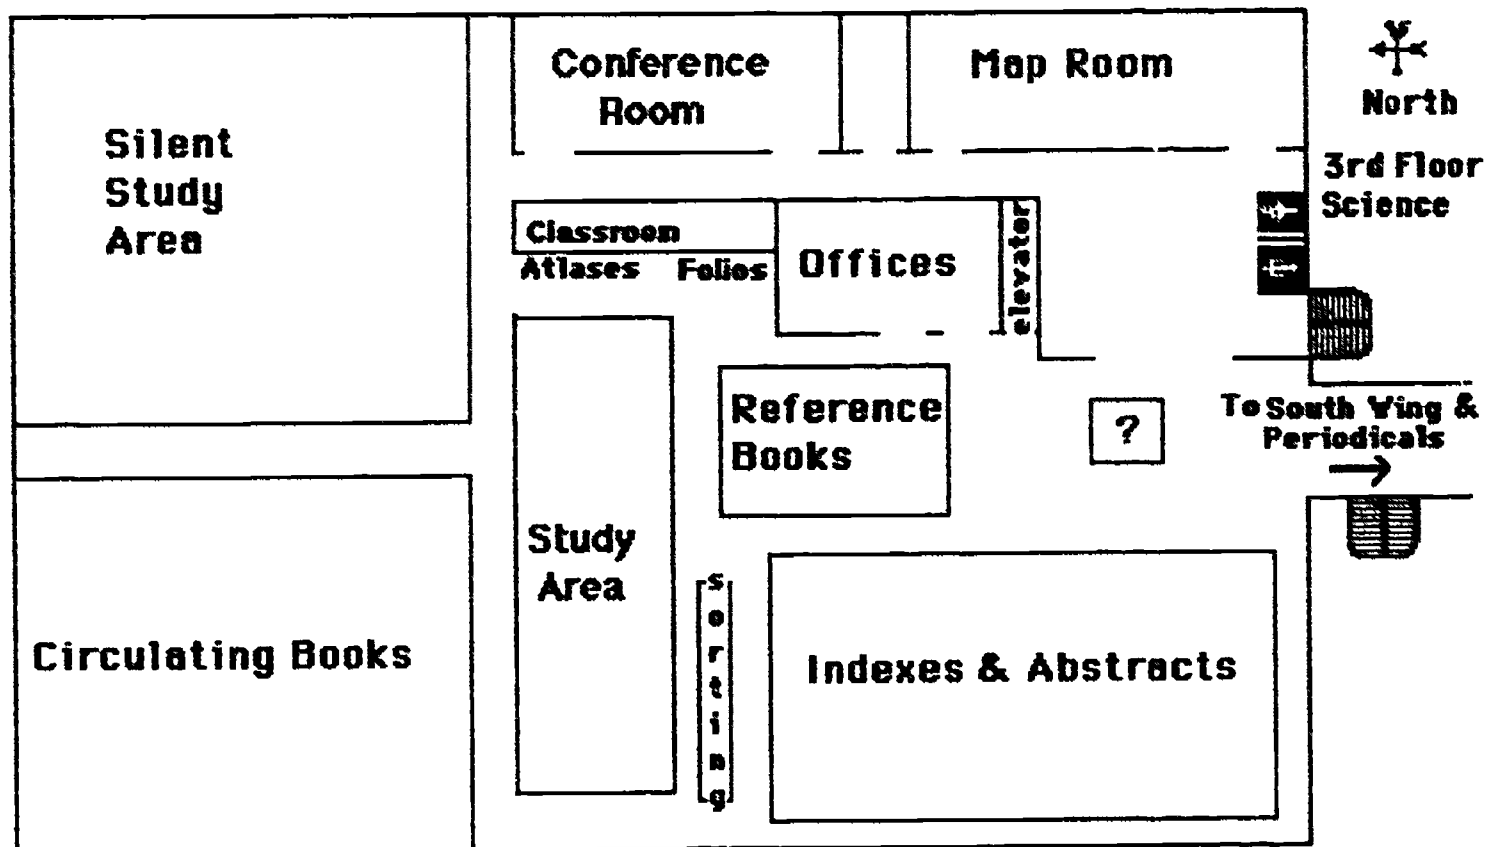 Conference
Room
Map Room
North
Silent
Study
Area
3rd Floor
Science
Classroom
Atlases
Folios
Offices
elevator
Reference
Books
?
To South Wing &
Periodicals
Study
Area
sorting
Circulating Books
Indexes & Abstracts